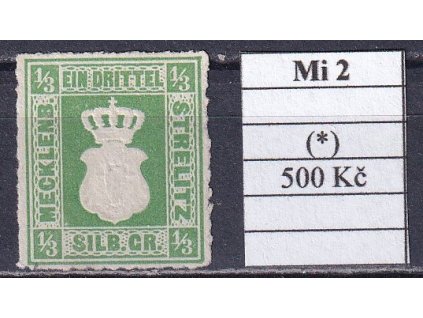 1/3 EIN DRITTEL 1/3
MECKLENB.
STRELITZ
1/3 SILB. GR. 1/3
Mi 2
(*)
500 Kč